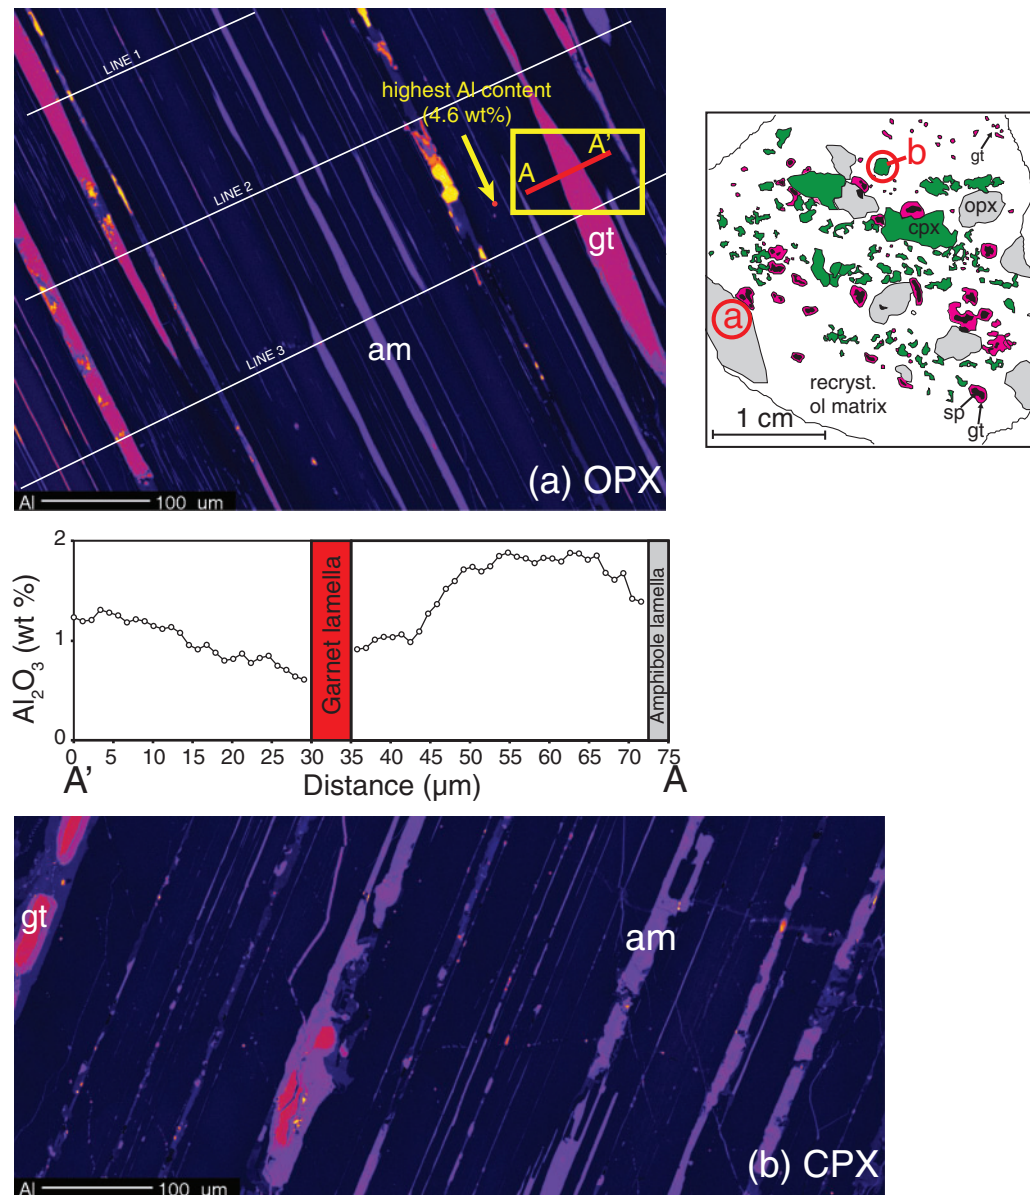 LINE 1
highest Al content
(4.6 wt%)
A'
A
LINE 2
gt
LINE 3
am
(a) OPX
Al 100 um
b
gt
opx
cpx
a
recryst.
ol matrix
sp
gt
1 cm
Al2O3 (wt %)
2
1
0
Garnet lamella
Amphibole lamella
0 5 10 15 20 25 30 35 40 45 50 55 60 65 70 75
A' Distance (µm) A
gt
am
(b) CPX
Al 100 um